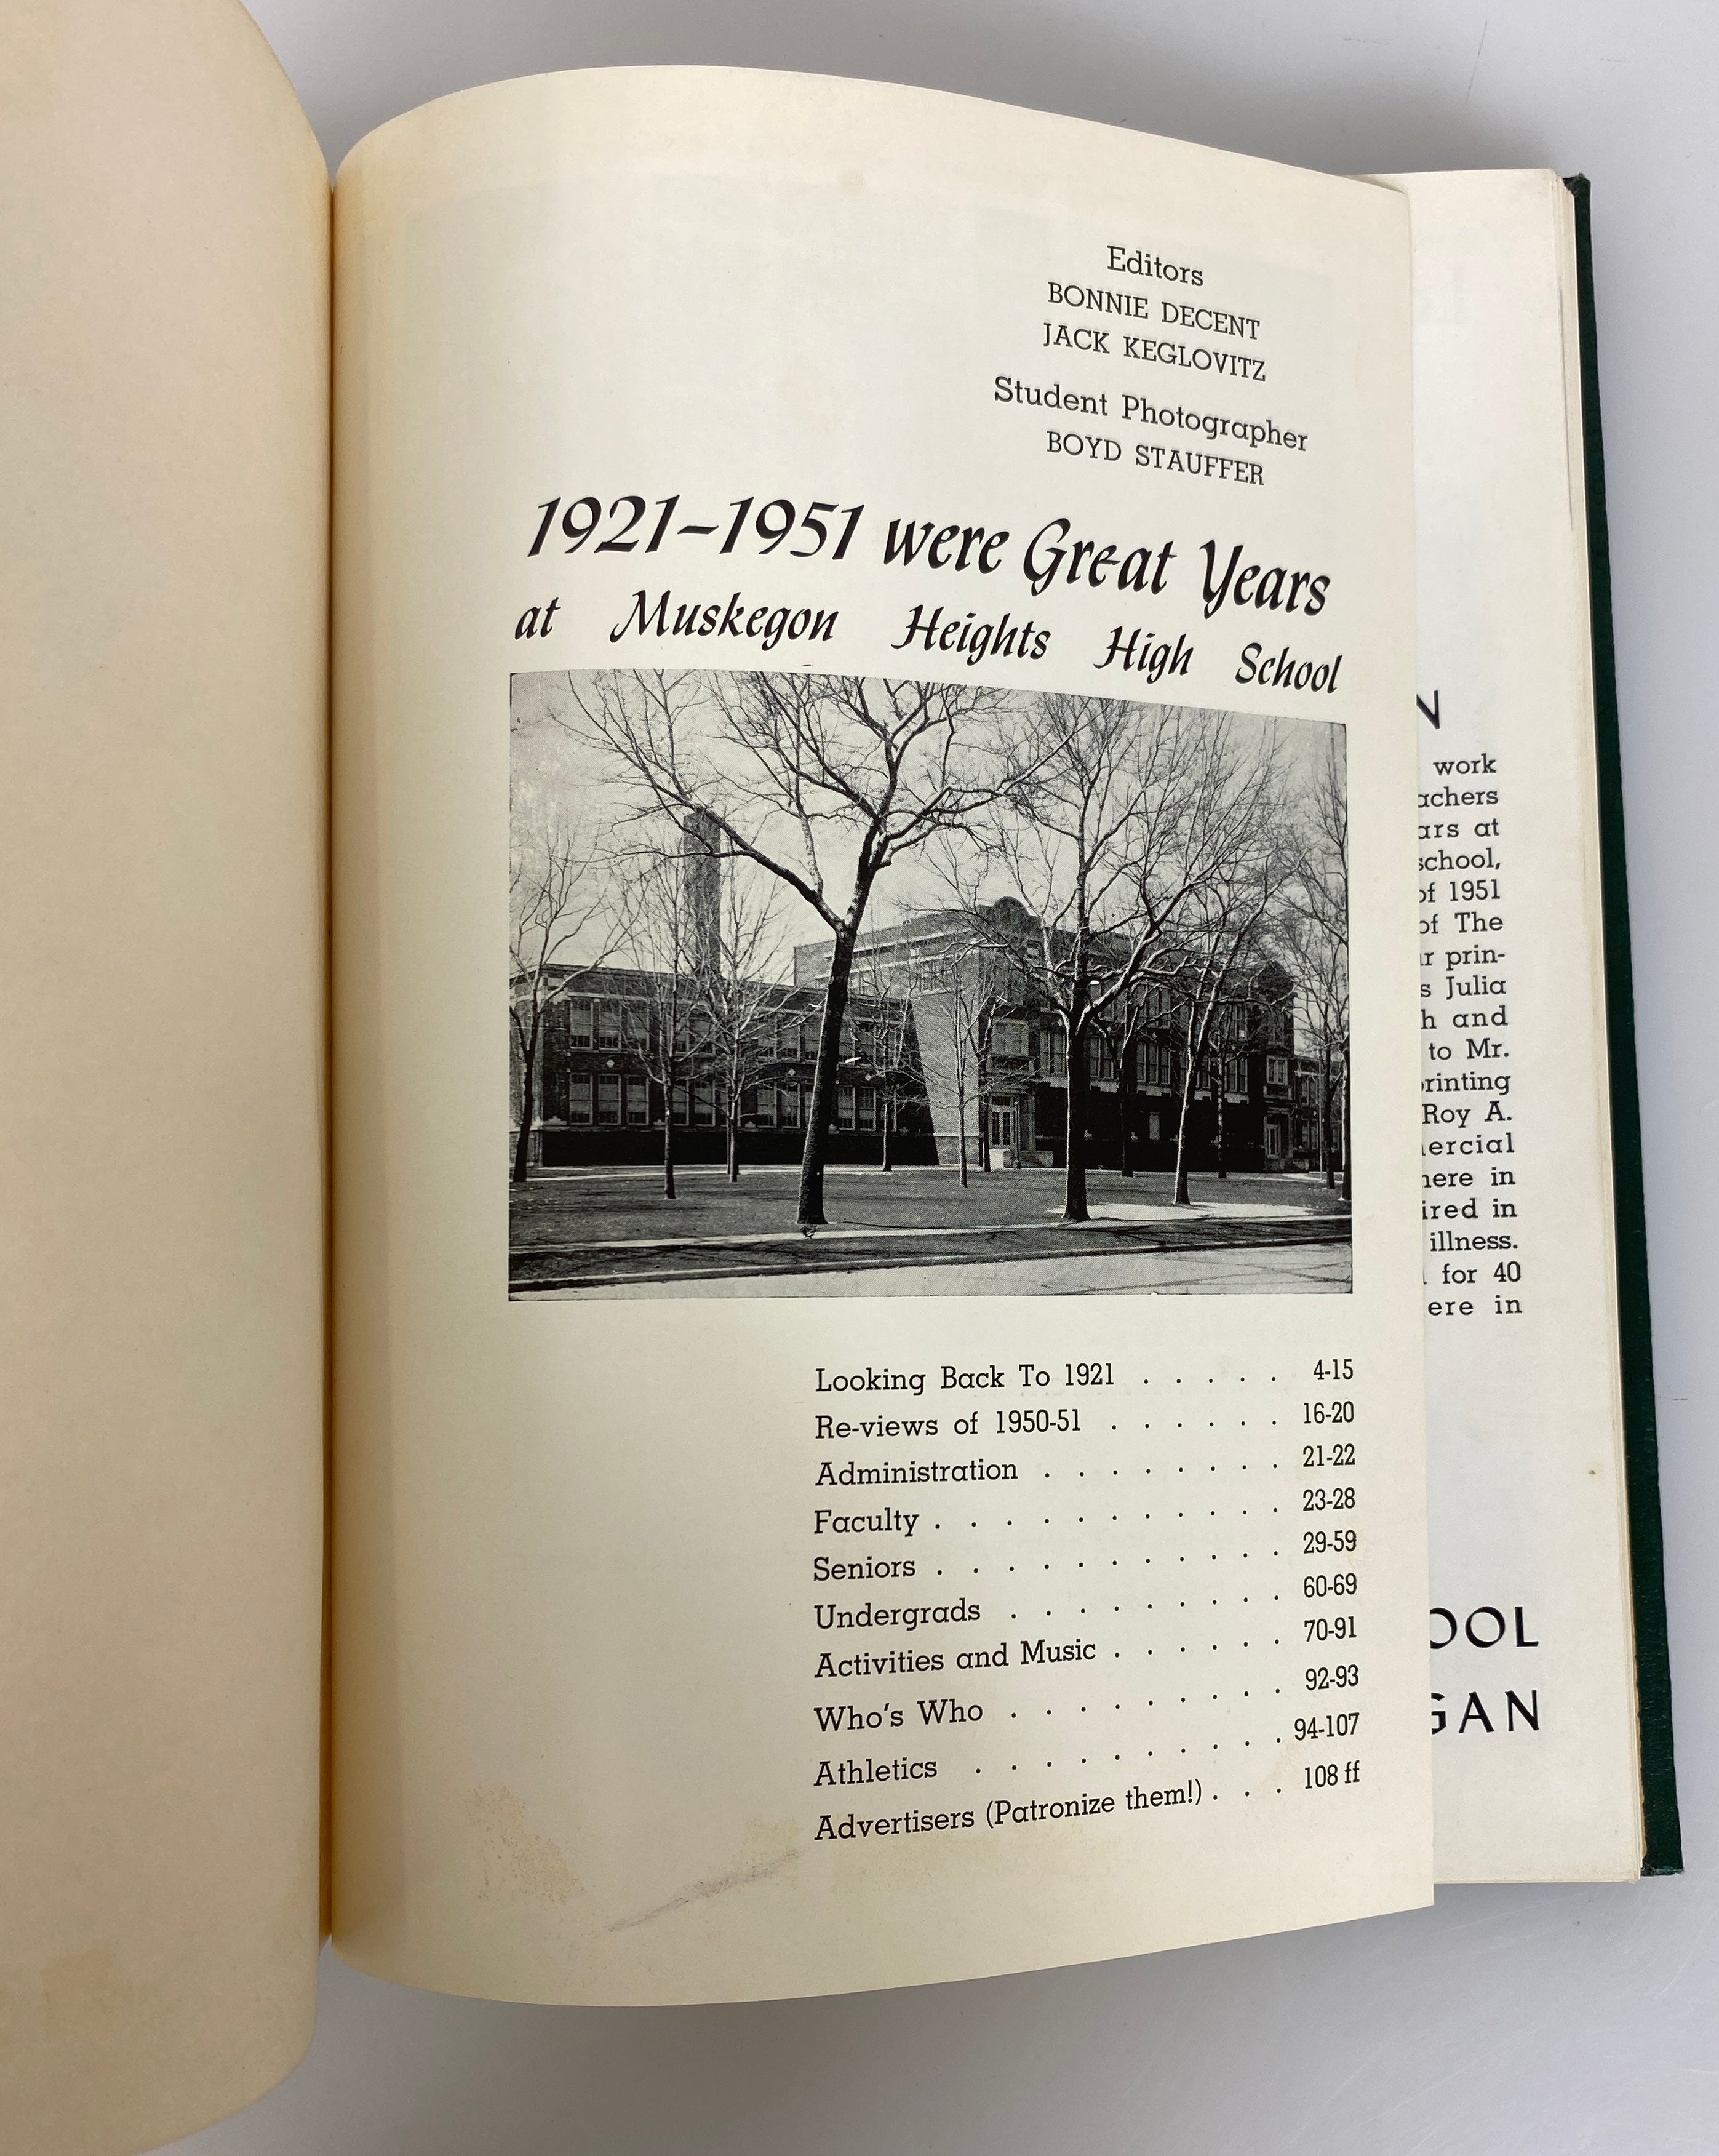 Editors
BONNIE DECENT
JACK KEGLOVITZ
Student Photographer
BOYD STAUFFER
1921-1951 were Great Years
at Muskegon Heights High School
Looking Back To 1921 . . . . . 4-15
Re-views of 1950-51 . . . . . . 16-20
Administration . . . . . . . . 21-22
Faculty . . . . . . . . . . . 23-28
Seniors . . . . . . . . . . . 29-59
Undergrads . . . . . . . . . 60-69
Activities and Music . . . . . . 70-91
Who's Who . . . . . . . . . 92-93
Athletics . . . . . . . . . . 94-107
Advertisers (Patronize them!) . . . 108 ff
N
work
achers
ars at
school,
of 1951
of The
ir prin-
s Julia
h and
to Mr.
printing
Roy A.
ercial
here in
ired in
illness.
for 40
ere in
OOL
GAN